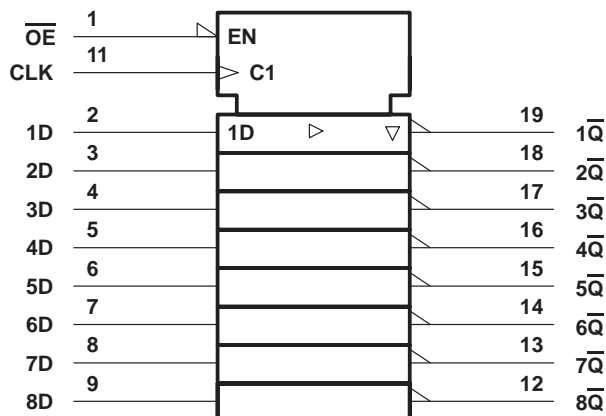 O̅E̅ 1 EN
CLK 11 C1
1D 2 1D 19 1Q̅
2D 3 18 2Q̅
3D 4 17 3Q̅
4D 5 16 4Q̅
5D 6 15 5Q̅
6D 7 14 6Q̅
7D 8 13 7Q̅
8D 9 12 8Q̅